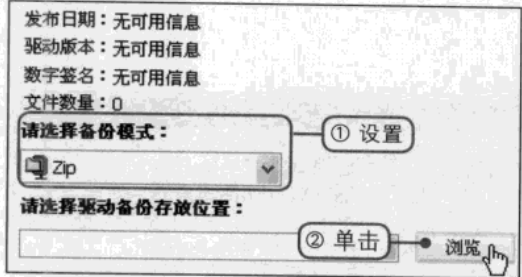 发布日期：无可用信息
驱动版本：无可用信息
数字签名：无可用信息
文件数量：0
请选择备份模式：
① 设置
Zip
请选择驱动备份存放位置：
② 单击
浏览